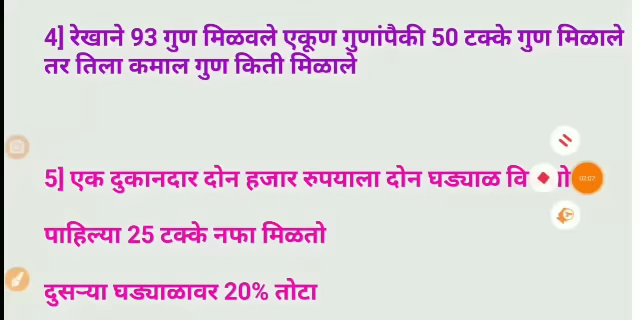 4] रेखाने 93 गुण मिळवले एकूण गुणांपैकी 50 टक्के गुण मिळाले
तर तिला कमाल गुण किती मिळाले
5] एक दुकानदार दोन हजार रुपयाला दोन घड्याळ
पाहिल्या 25 टक्के नफा मिळतो
दुसऱ्या घड्याळावर 20% तोटा